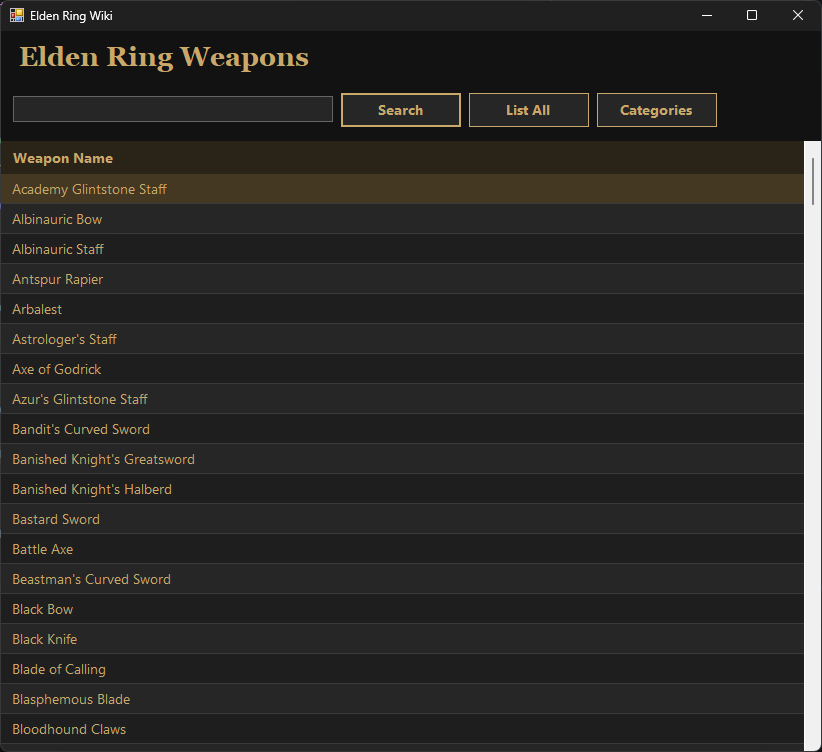 Elden Ring Wiki
Elden Ring Weapons
Search List All Categories
Weapon Name
Academy Glintstone Staff
Albinauric Bow
Albinauric Staff
Antspur Rapier
Arbalest
Astrologer's Staff
Axe of Godrick
Azur's Glintstone Staff
Bandit's Curved Sword
Banished Knight's Greatsword
Banished Knight's Halberd
Bastard Sword
Battle Axe
Beastman's Curved Sword
Black Bow
Black Knife
Blade of Calling
Blasphemous Blade
Bloodhound Claws